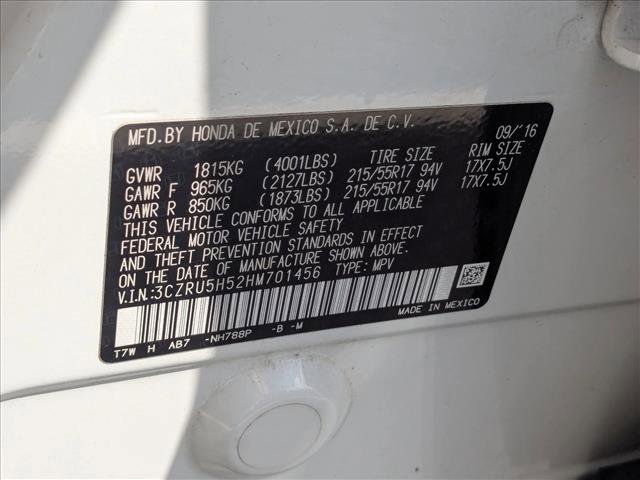 MFD.BY HONDA DE MEXICO S.A. DE C.V. 09/'16
GVWR 1815KG (4001LBS) TIRE SIZE RIM SIZE
GAWR F 965KG (2127LBS) 215/55R17 94V 17X7.5J
GAWR R 850KG (1873LBS) 215/55R17 94V 17X7.5J
THIS VEHICLE CONFORMS TO ALL APPLICABLE
FEDERAL MOTOR VEHICLE SAFETY
AND THEFT PREVENTION STANDARDS IN EFFECT
ON THE DATE OF MANUFACTURE SHOWN ABOVE.
V.I.N.:3CZRU5H52HM701456 TYPE: MPV
MADE IN MEXICO
T7W H AB7 -NH788P -B -M